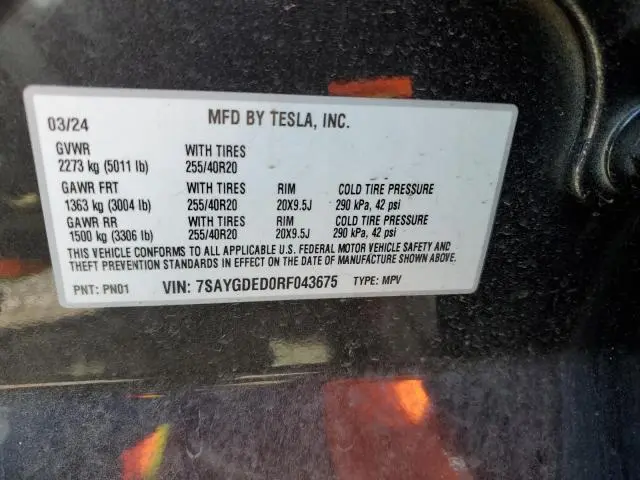 03/24 MFD BY TESLA, INC.
GVWR WITH TIRES
2273 kg (5011 lb) 255/40R20
GAWR FRT WITH TIRES RIM COLD TIRE PRESSURE
1363 kg (3004 lb) 255/40R20 20X9.5J 290 kPa, 42 psi
GAWR RR WITH TIRES RIM COLD TIRE PRESSURE
1500 kg (3306 lb) 255/40R20 20X9.5J 290 kPa, 42 psi
THIS VEHICLE CONFORMS TO ALL APPLICABLE U.S. FEDERAL MOTOR VEHICLE SAFETY AND
THEFT PREVENTION STANDARDS IN EFFECT ON THE DATE OF MANUFACTURE SHOWN ABOVE.
PNT: PN01 VIN: 7SAYGDED0RF043675 TYPE: MPV